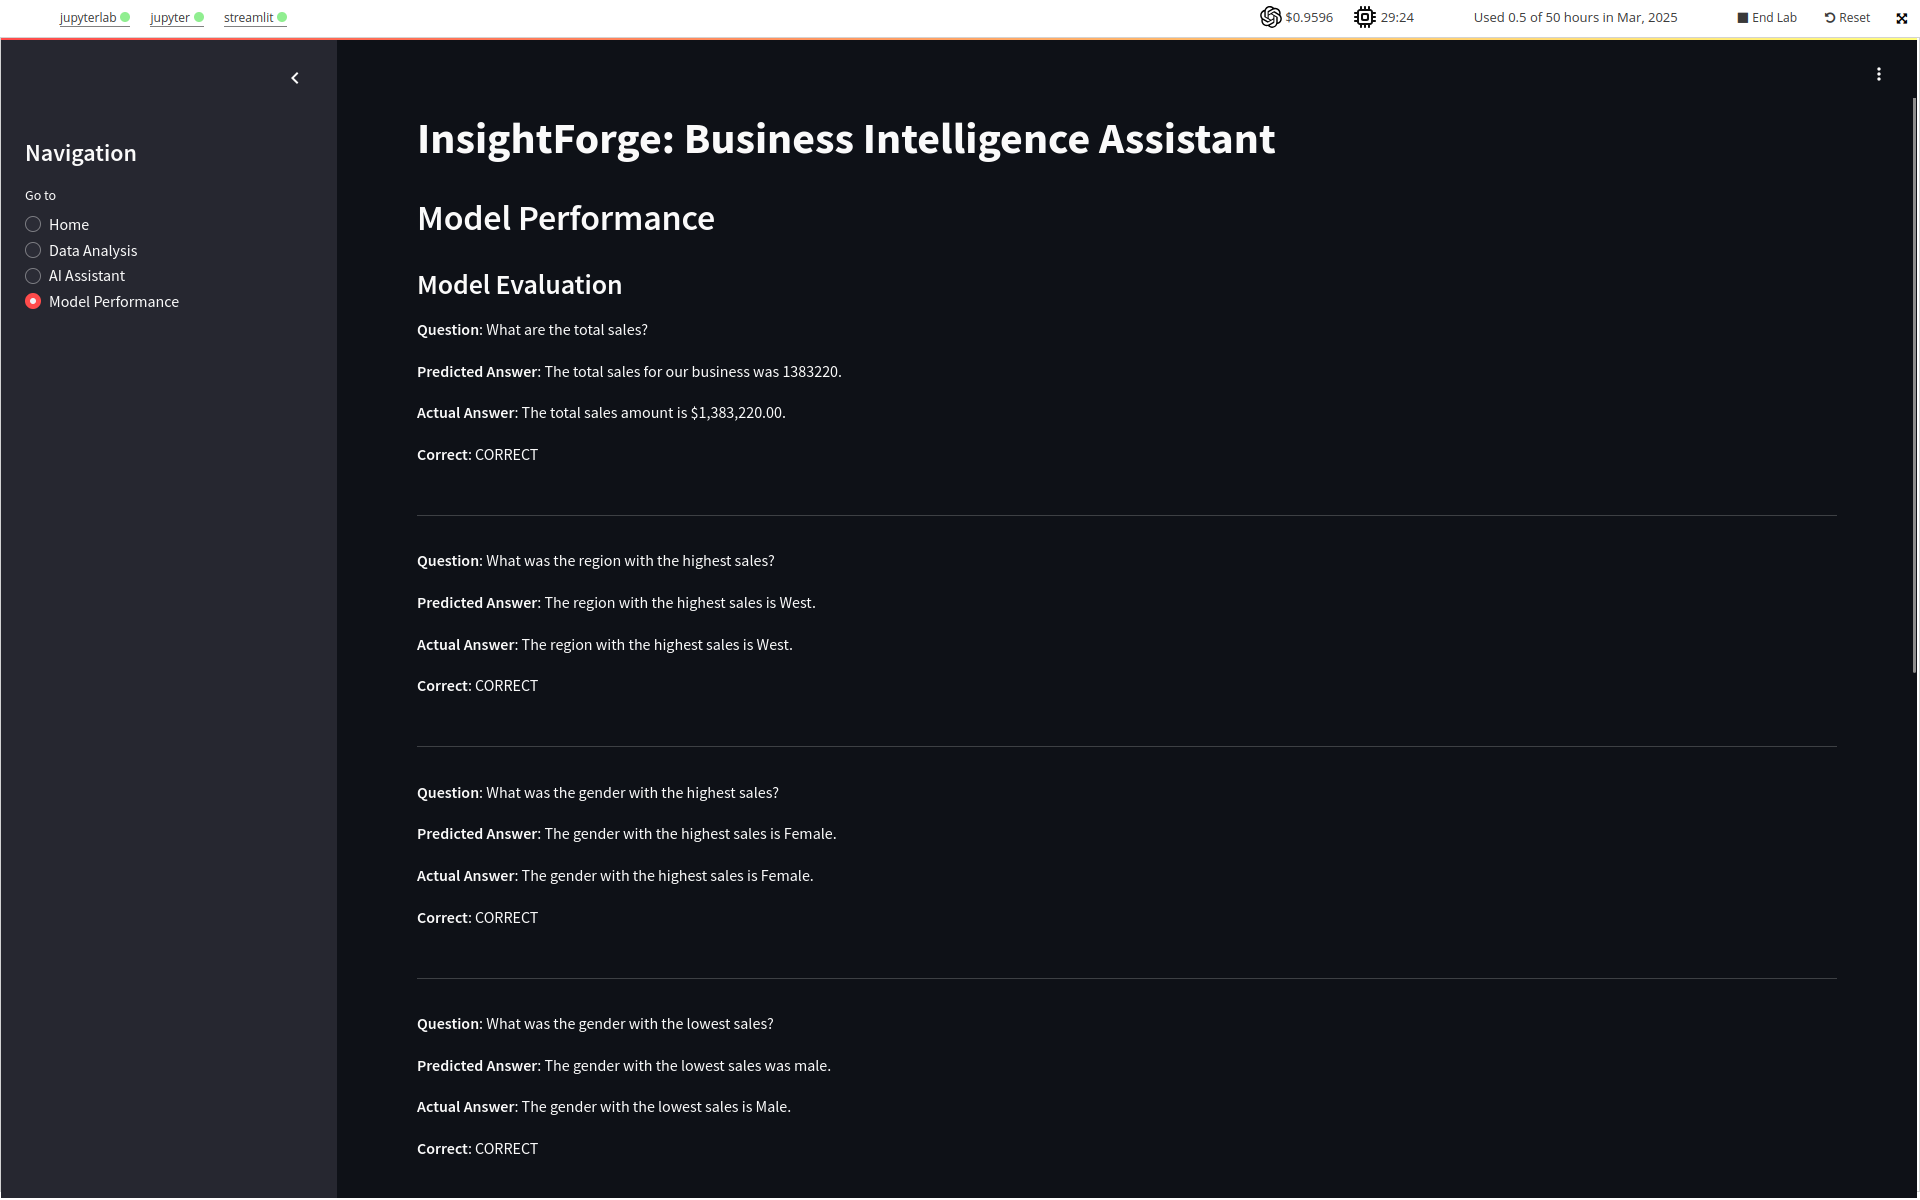 jupyterlab jupyter streamlit $0.9596 29:24 Used 0.5 of 50 hours in Mar, 2025 End Lab Reset
Navigation
Go to
Home
Data Analysis
AI Assistant
Model Performance
InsightForge: Business Intelligence Assistant
Model Performance
Model Evaluation
Question: What are the total sales?
Predicted Answer: The total sales for our business was 1383220.
Actual Answer: The total sales amount is $1,383,220.00.
Correct: CORRECT
Question: What was the region with the highest sales?
Predicted Answer: The region with the highest sales is West.
Actual Answer: The region with the highest sales is West.
Correct: CORRECT
Question: What was the gender with the highest sales?
Predicted Answer: The gender with the highest sales is Female.
Actual Answer: The gender with the highest sales is Female.
Correct: CORRECT
Question: What was the gender with the lowest sales?
Predicted Answer: The gender with the lowest sales was male.
Actual Answer: The gender with the lowest sales is Male.
Correct: CORRECT